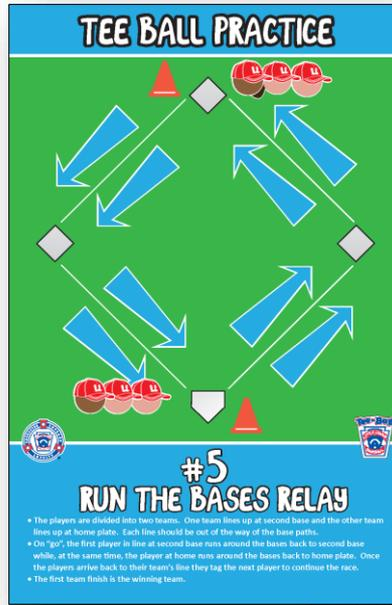 TEE BALL PRACTICE
u u u
u u u
Tee-Ball
#5
RUN THE BASES RELAY
• The players are divided into two teams.  One team lines up at second base and the other team
lines up at home plate.  Each line should be out of the way of the base paths.
• On "go", the first player in line at second base runs around the bases back to second base
while, at the same time, the player at home runs around the bases back to home plate.  Once
the players arrive back to their team's line they tag the next player to continue the race.
• The first team finish is the winning team.